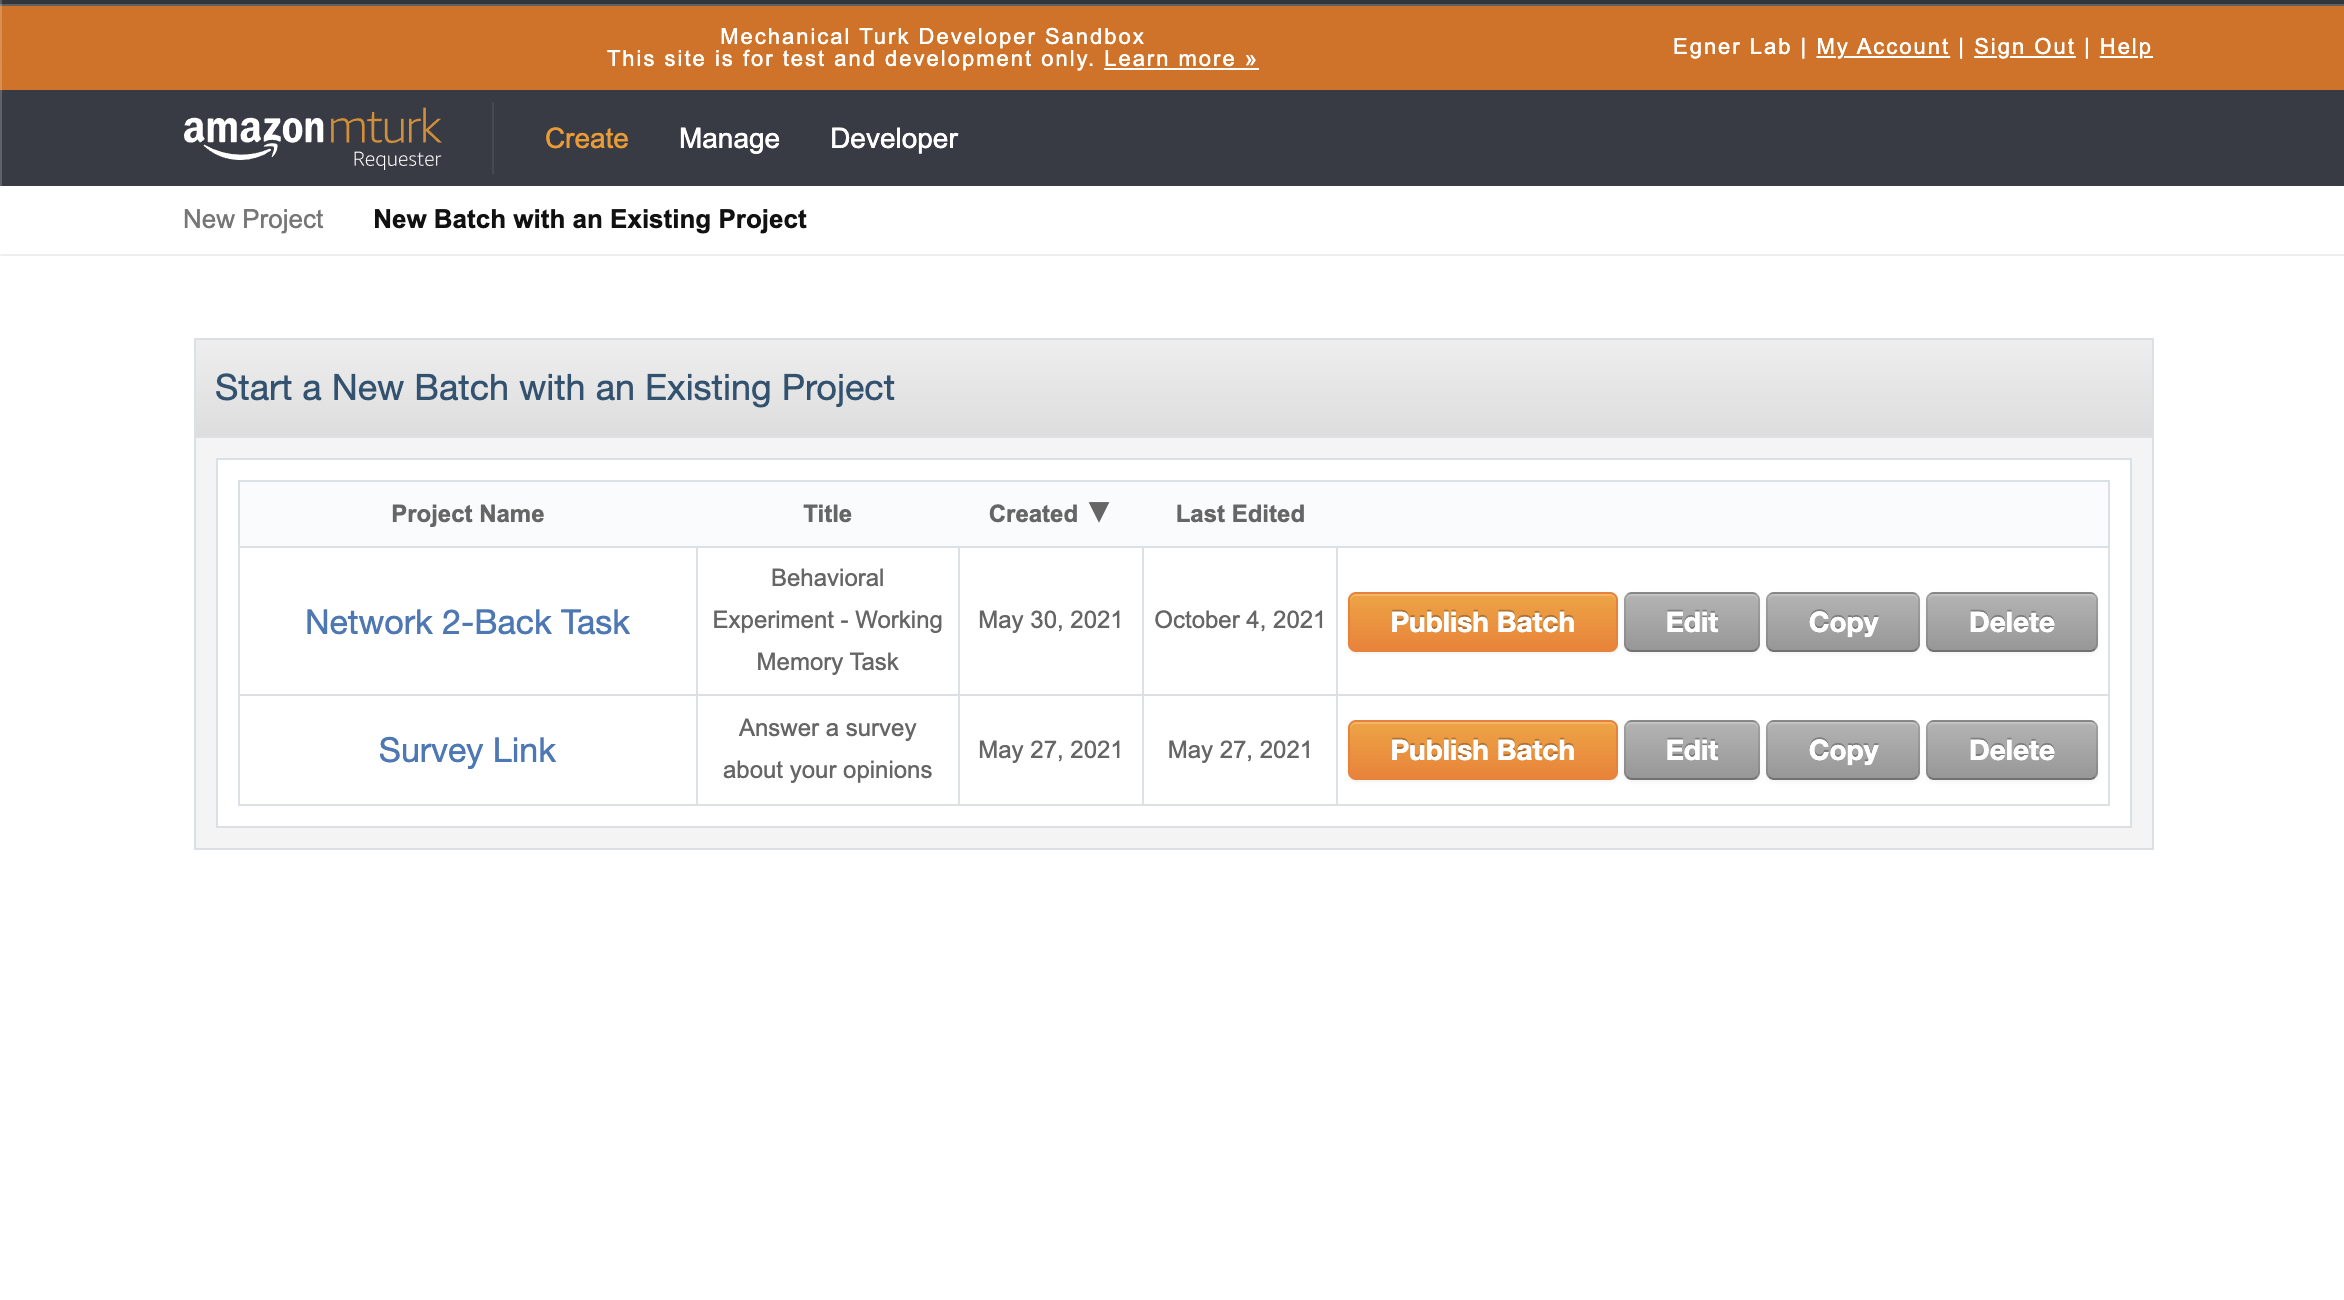 Mechanical Turk Developer Sandbox
This site is for test and development only. Learn more »
Egner Lab | My Account | Sign Out | Help
amazon mturk
Requester
Create Manage Developer
New Project New Batch with an Existing Project
Start a New Batch with an Existing Project
Project Name Title Created ▼ Last Edited
Network 2-Back Task
Behavioral
Experiment - Working
Memory Task
May 30, 2021
October 4, 2021
Publish Batch Edit Copy Delete
Survey Link
Answer a survey
about your opinions
May 27, 2021
May 27, 2021
Publish Batch Edit Copy Delete